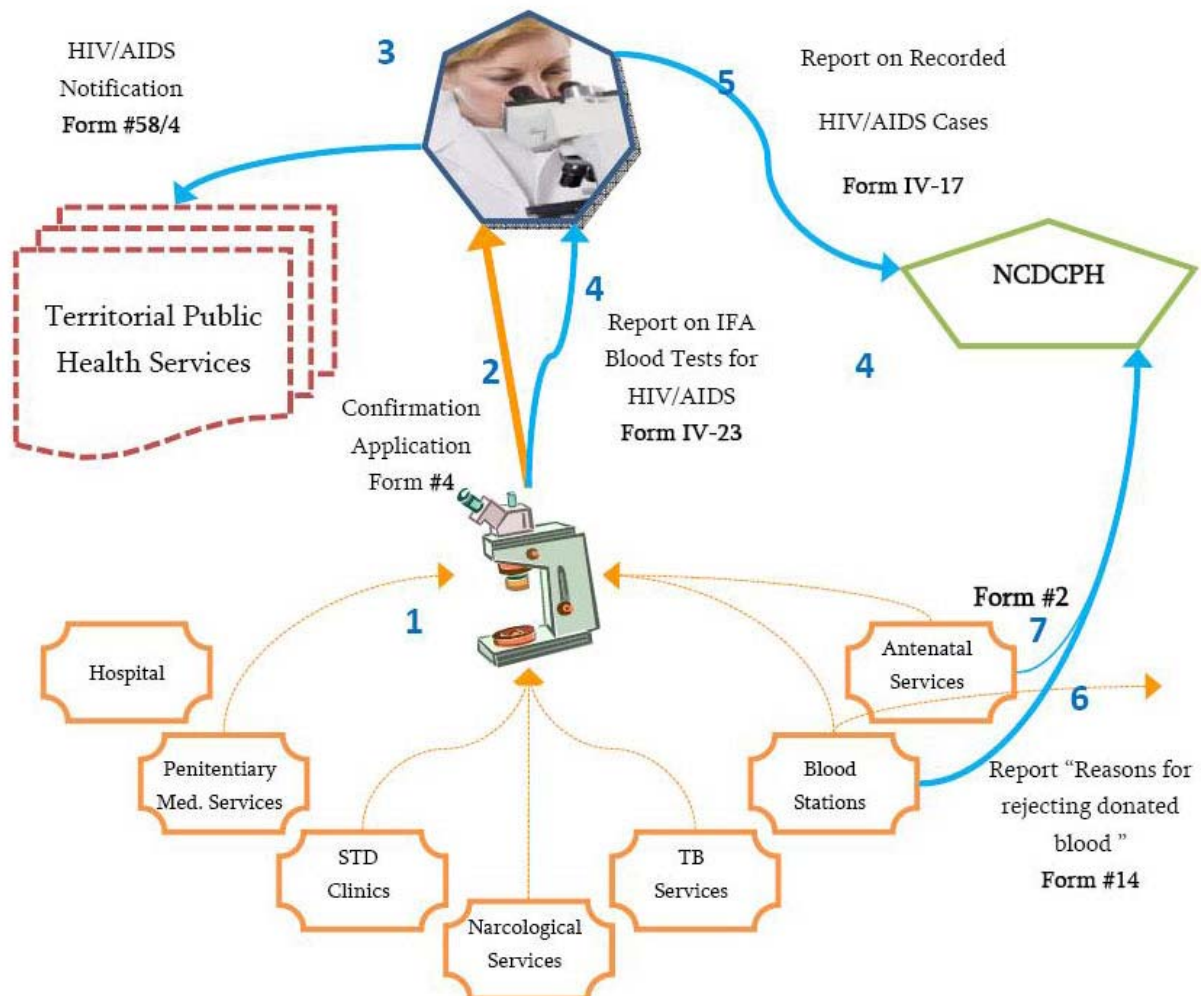 HIV/AIDS
Notification
Form #58/4
3
5
Report on Recorded
HIV/AIDS Cases
Form IV-17
NCDCPH
Territorial Public
Health Services
4
Report on IFA
Blood Tests for
HIV/AIDS
Form IV-23
4
2
Confirmation
Application
Form #4
1
Form #2
7
Hospital
Antenatal
Services
6
Penitentiary
Med. Services
Blood
Stations
Report “Reasons for
rejecting donated
blood ”
Form #14
STD
Clinics
TB
Services
Narcological
Services